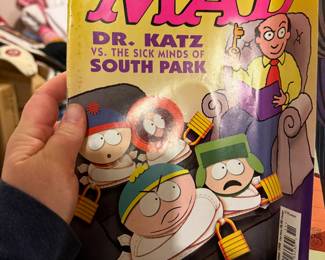 MAD
DR. KATZ
VS. THE SICK MINDS OF
SOUTH PARK